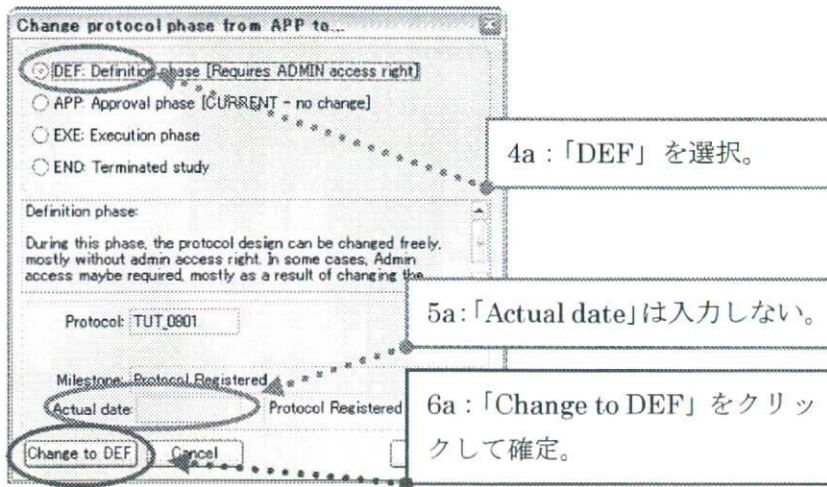 Change protocol phase from APP to...
DEF: Definition phase [Requires ADMIN access right]
APP: Approval phase [CURRENT - no change]
EXE: Execution phase
END: Terminated study
4a：「DEF」を選択。
Definition phase:
During this phase, the protocol design can be changed freely,
mostly without admin access right. In some cases, Admin
access maybe required, mostly as a result of changing the
Protocol: TUT_0801
5a：「Actual date」は入力しない。
Milestone: Protocol Registered
Actual date: Protocol Registered
6a：「Change to DEF」をクリッ
クして確定。
Change to DEF Cancel